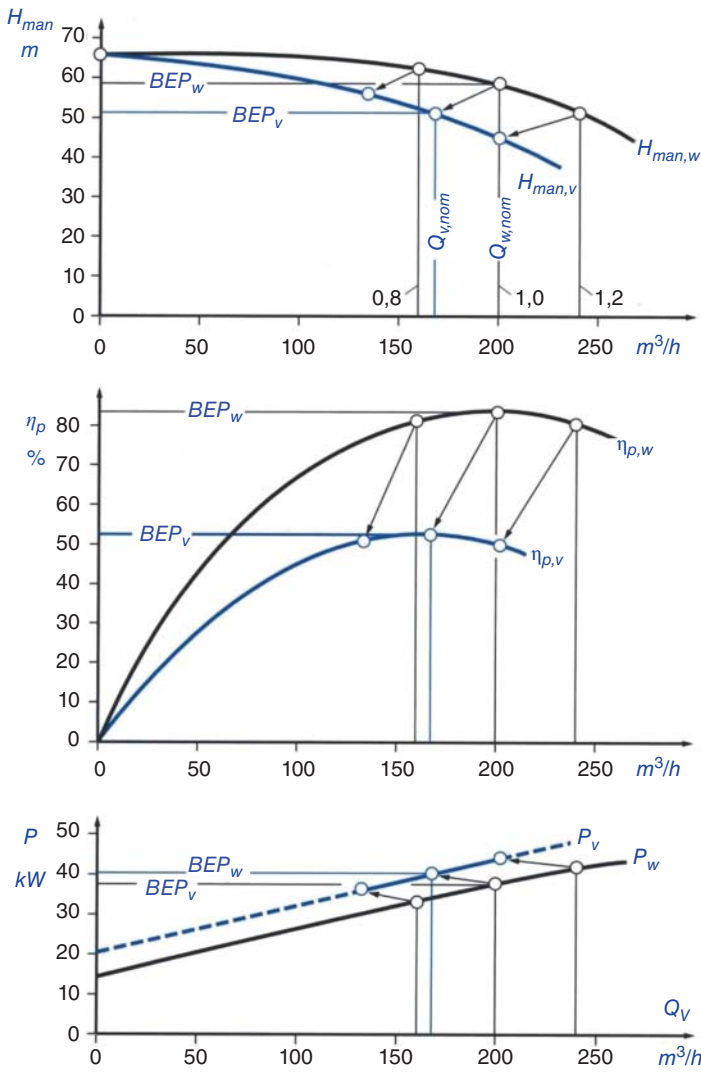 H_man
m
70
60
50
40
30
20
10
0
BEP_w
BEP_v
H_man,w
H_man,v
Q_v,nom
Q_w,nom
0,8
1,0
1,2
0
50
100
150
200
250
m³/h
η_p
%
80
70
60
50
40
30
20
10
0
BEP_w
BEP_v
η_p,w
η_p,v
0
50
100
150
200
250
m³/h
P
kW
50
40
30
20
10
0
BEP_w
BEP_v
P_v
P_w
Q_V
0
50
100
150
200
250
m³/h